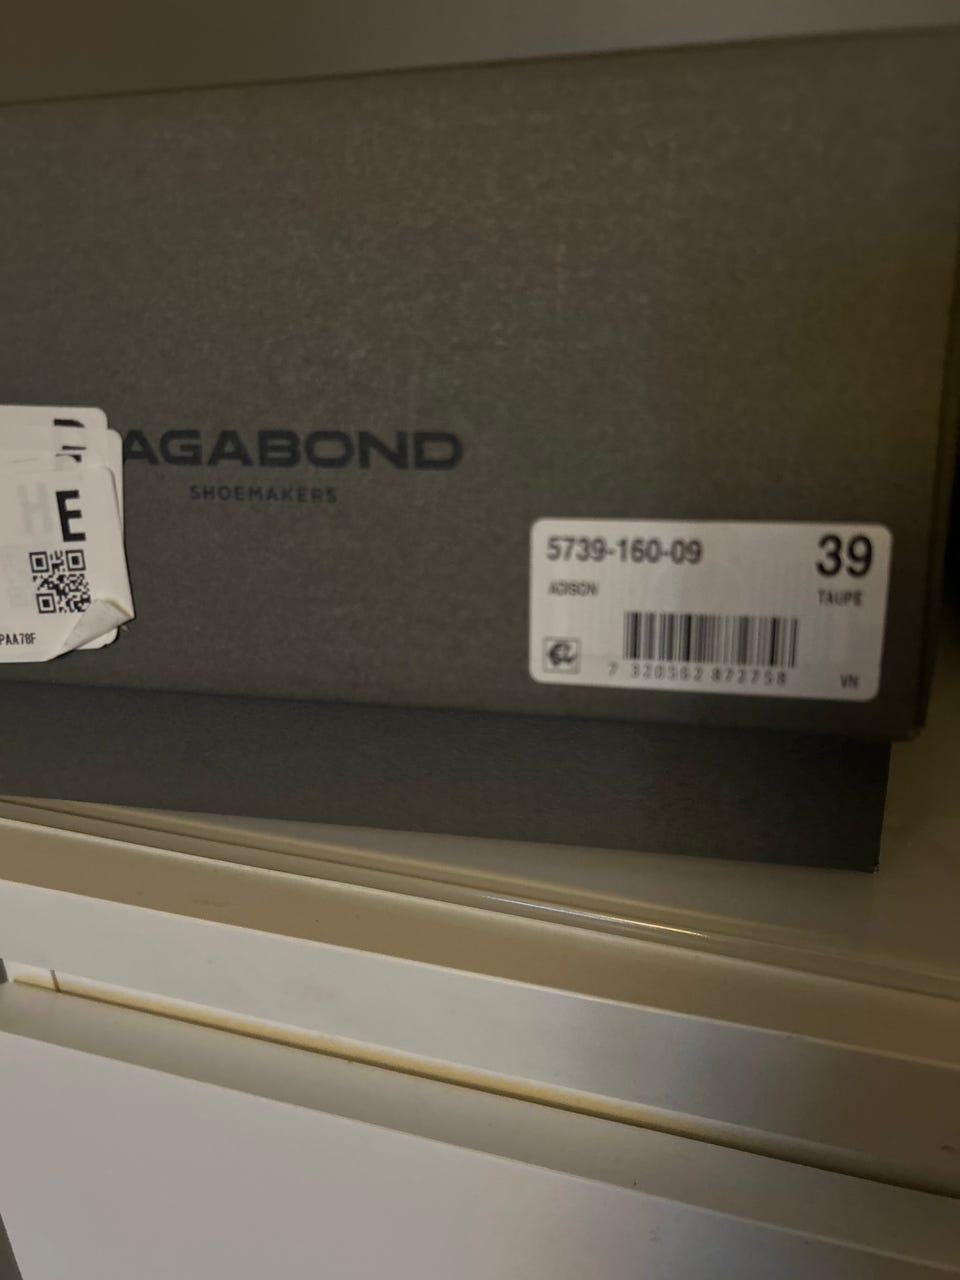 AGABOND
SHOEMAKERS
E
PAA78F
5739-160-09
39
ADISON
TAUPE
7 320562 872758
VN